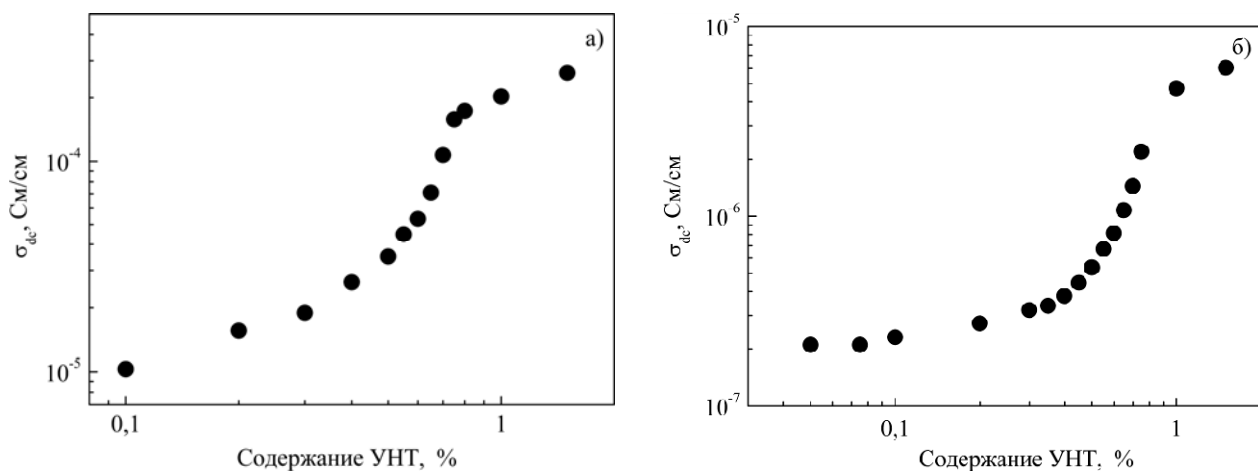 а)
10⁻⁴
10⁻⁵
σdc, См/см
0,1
1
Содержание УНТ, %
б)
10⁻⁵
10⁻⁶
10⁻⁷
σdc, См/см
0,1
1
Содержание УНТ, %